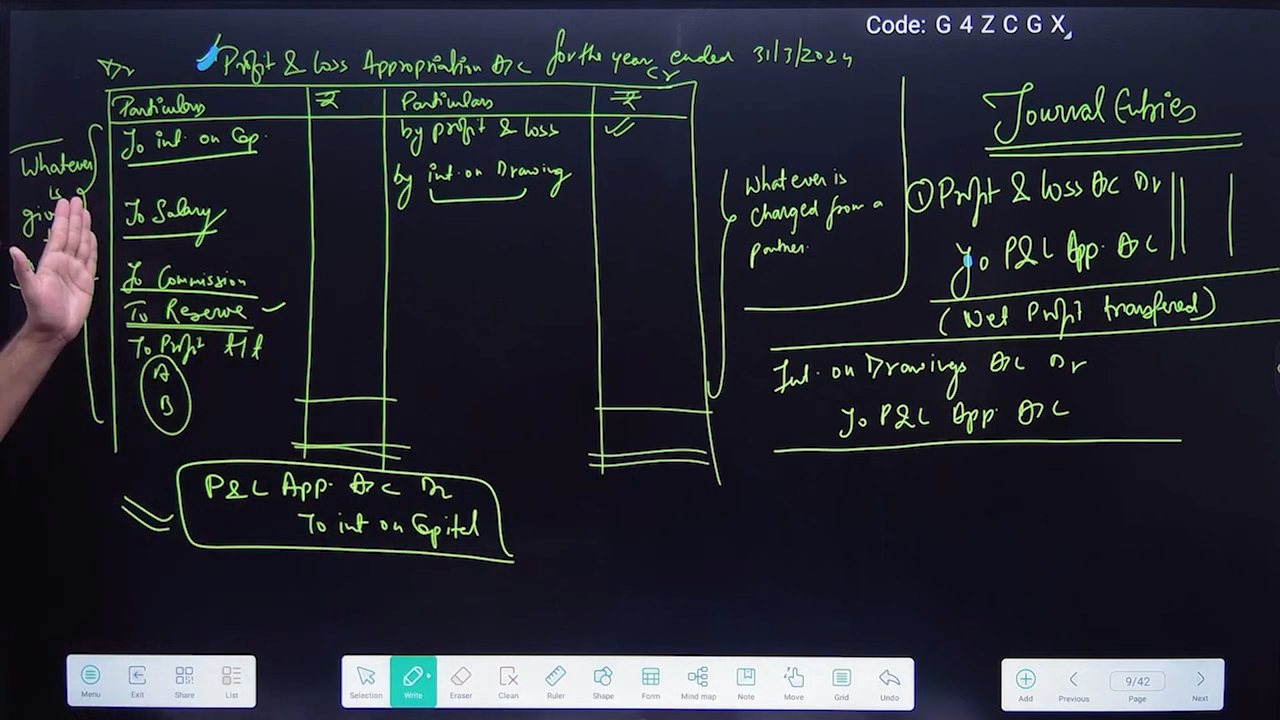 Code: G 4 Z C G X
Profit & Loss Appropriation A/c for the year ended 31/3/2024
Dr
Cr
Particulars ₹ Particulars ₹
To int. on Cap. by profit & loss
by int. on Drawing
To Salary
To Commission
To Reserve
To Profit
A
B
Whatever
is
Whatever is
charged from a
partner.
P&L App. A/c Dr
To int on Capital
Journal Entries
① Profit & Loss A/c Dr
To P&L App. A/c
(Net Profit transferred)
Int. on Drawings A/c Dr
To P&L App. A/c
Menu Exit Share List
Selection Write Eraser Clean Ruler Shape Form Mind map Note Move Grid Undo
Add Previous 9/42 Page Next